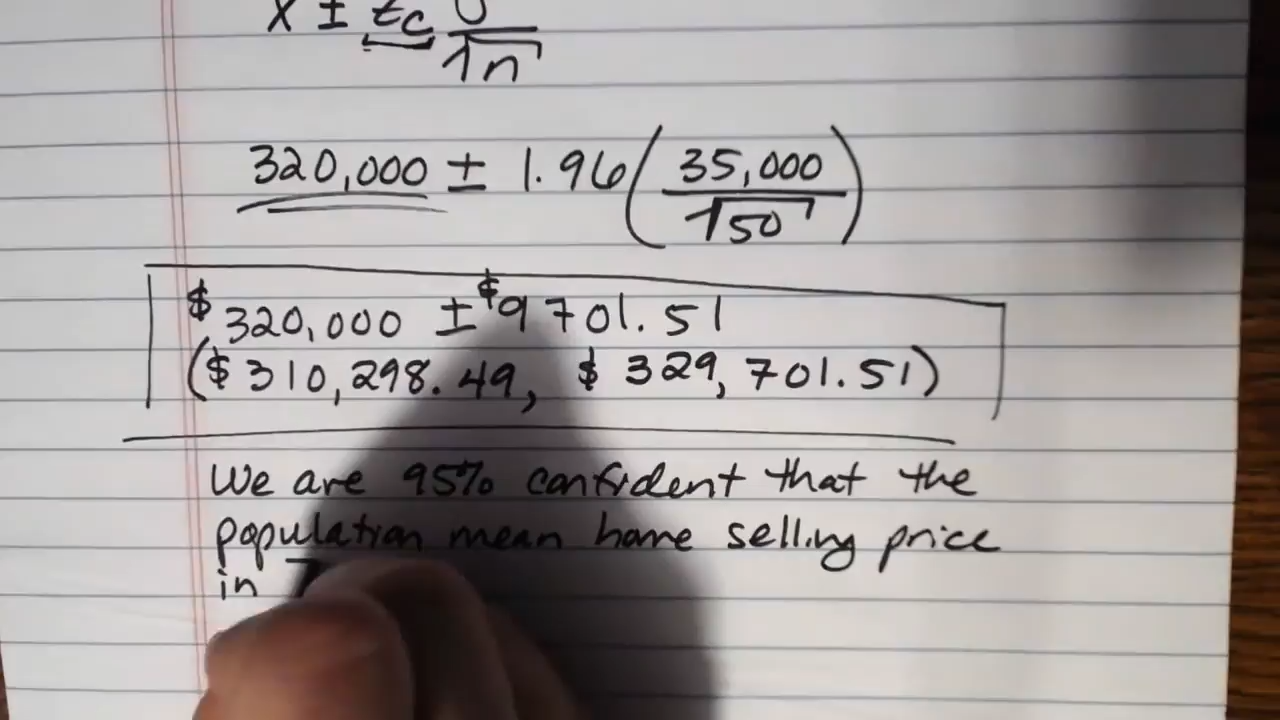 x ± zc σ/√n
320,000 ± 1.96(35,000/√50)
$320,000 ± $9701.51
($310,298.49, $329,701.51)
We are 95% confident that the
population mean home selling price
in